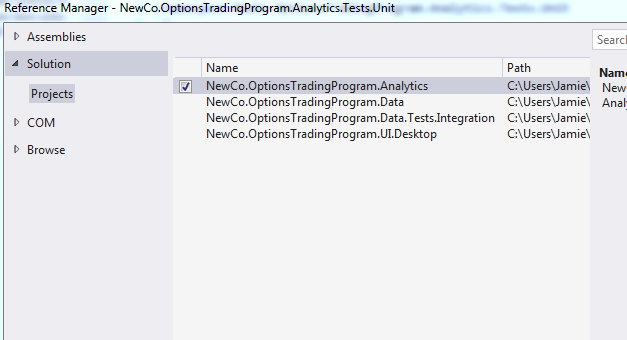 Reference Manager - NewCo.OptionsTradingProgram.Analytics.Tests.Unit
Assemblies
Solution
Projects
COM
Browse
Name Path
NewCo.OptionsTradingProgram.Analytics C:\Users\Jamie\
NewCo.OptionsTradingProgram.Data C:\Users\Jamie\
NewCo.OptionsTradingProgram.Data.Tests.Integration C:\Users\Jamie\
NewCo.OptionsTradingProgram.UI.Desktop C:\Users\Jamie\
Search
Name
New
Anal